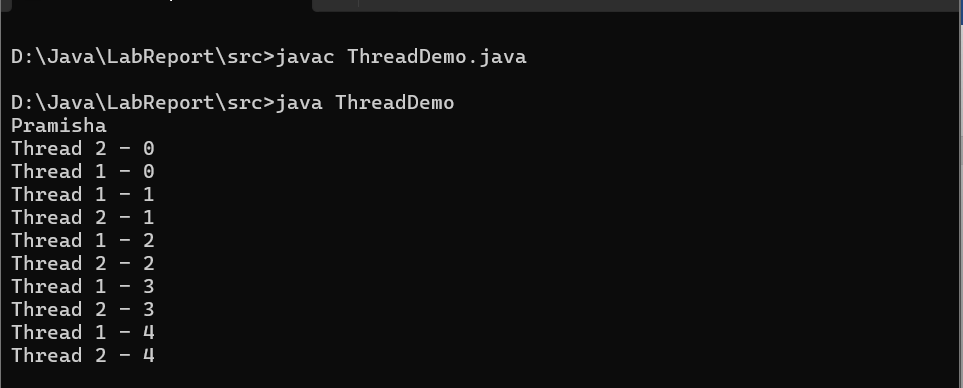 D:\Java\LabReport\src>javac ThreadDemo.java
D:\Java\LabReport\src>java ThreadDemo
Pramisha
Thread 2 - 0
Thread 1 - 0
Thread 1 - 1
Thread 2 - 1
Thread 1 - 2
Thread 2 - 2
Thread 1 - 3
Thread 2 - 3
Thread 1 - 4
Thread 2 - 4